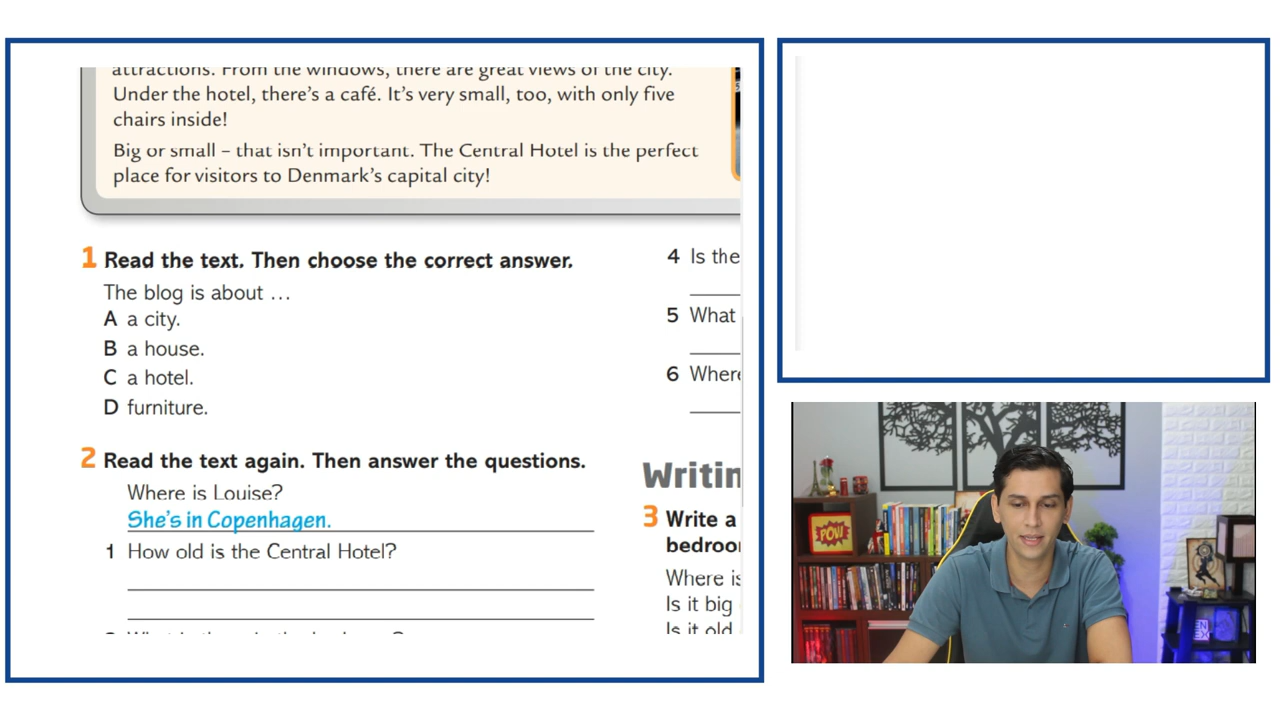 attractions. From the windows, there are great views of the city.
Under the hotel, there's a café. It's very small, too, with only five
chairs inside!
Big or small – that isn't important. The Central Hotel is the perfect
place for visitors to Denmark's capital city!
1 Read the text. Then choose the correct answer.
The blog is about …
A a city.
B a house.
C a hotel.
D furniture.
2 Read the text again. Then answer the questions.
Where is Louise?
She's in Copenhagen.
1 How old is the Central Hotel?
4 Is the
5 What
6 Where
Writin
3 Write a
bedroo
Where is
Is it big
Is it old
POW